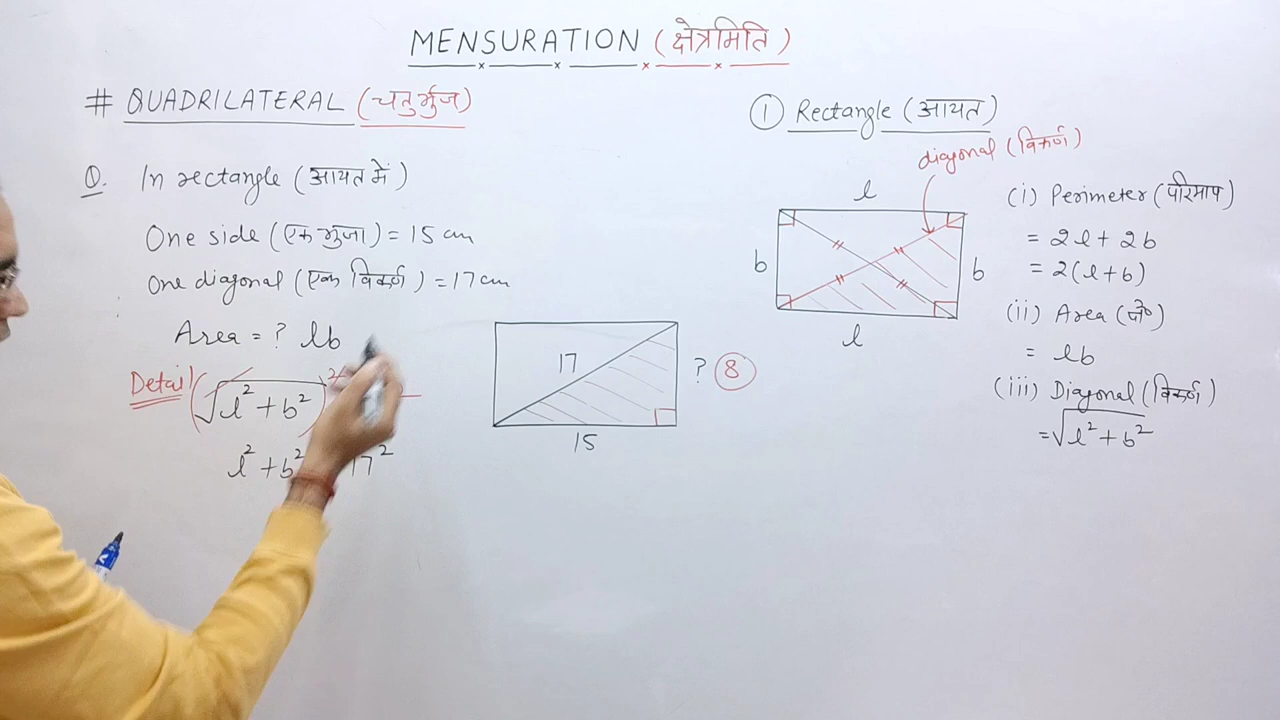 MENSURATION (क्षेत्रमिति)
# QUADRILATERAL (चतुर्भुज)
Q. In rectangle (आयत में)
One side (एक भुजा) = 15 cm
One diagonal (एक विकर्ण) = 17 cm
Area = ? lb
Detail (√l²+b²)²
l²+b² 17²
17
15
? 8
① Rectangle (आयत)
diagonal (विकर्ण)
l
b
b
l
(i) Perimeter (परिमाप)
= 2l + 2b
= 2(l+b)
(ii) Area (क्षे०)
= lb
(iii) Diagonal (विकर्ण)
= √l²+b²